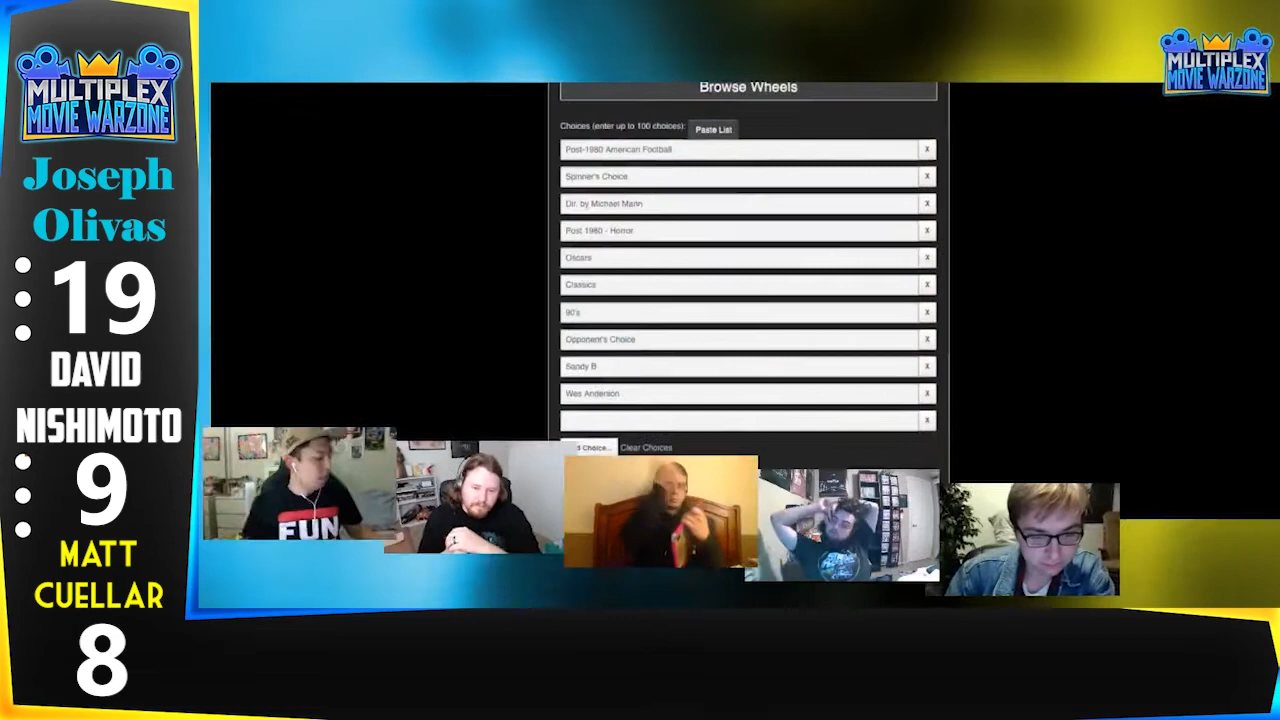 MULTIPLEX
MOVIE WARZONE
Joseph
Olivas
19
DAVID
NISHIMOTO
9
MATT
CUELLAR
8
MULTIPLEX
MOVIE WARZONE
Browse Wheels
Choices (enter up to 100 choices): Paste List
Post-1980 American Football X
Spinner's Choice X
Dir. by Michael Mann X
Post 1980 - Horror X
Oscars X
Classics X
90's X
Opponent's Choice X
Sandy B X
Wes Anderson X
X
d Choice... Clear Choices
FUN